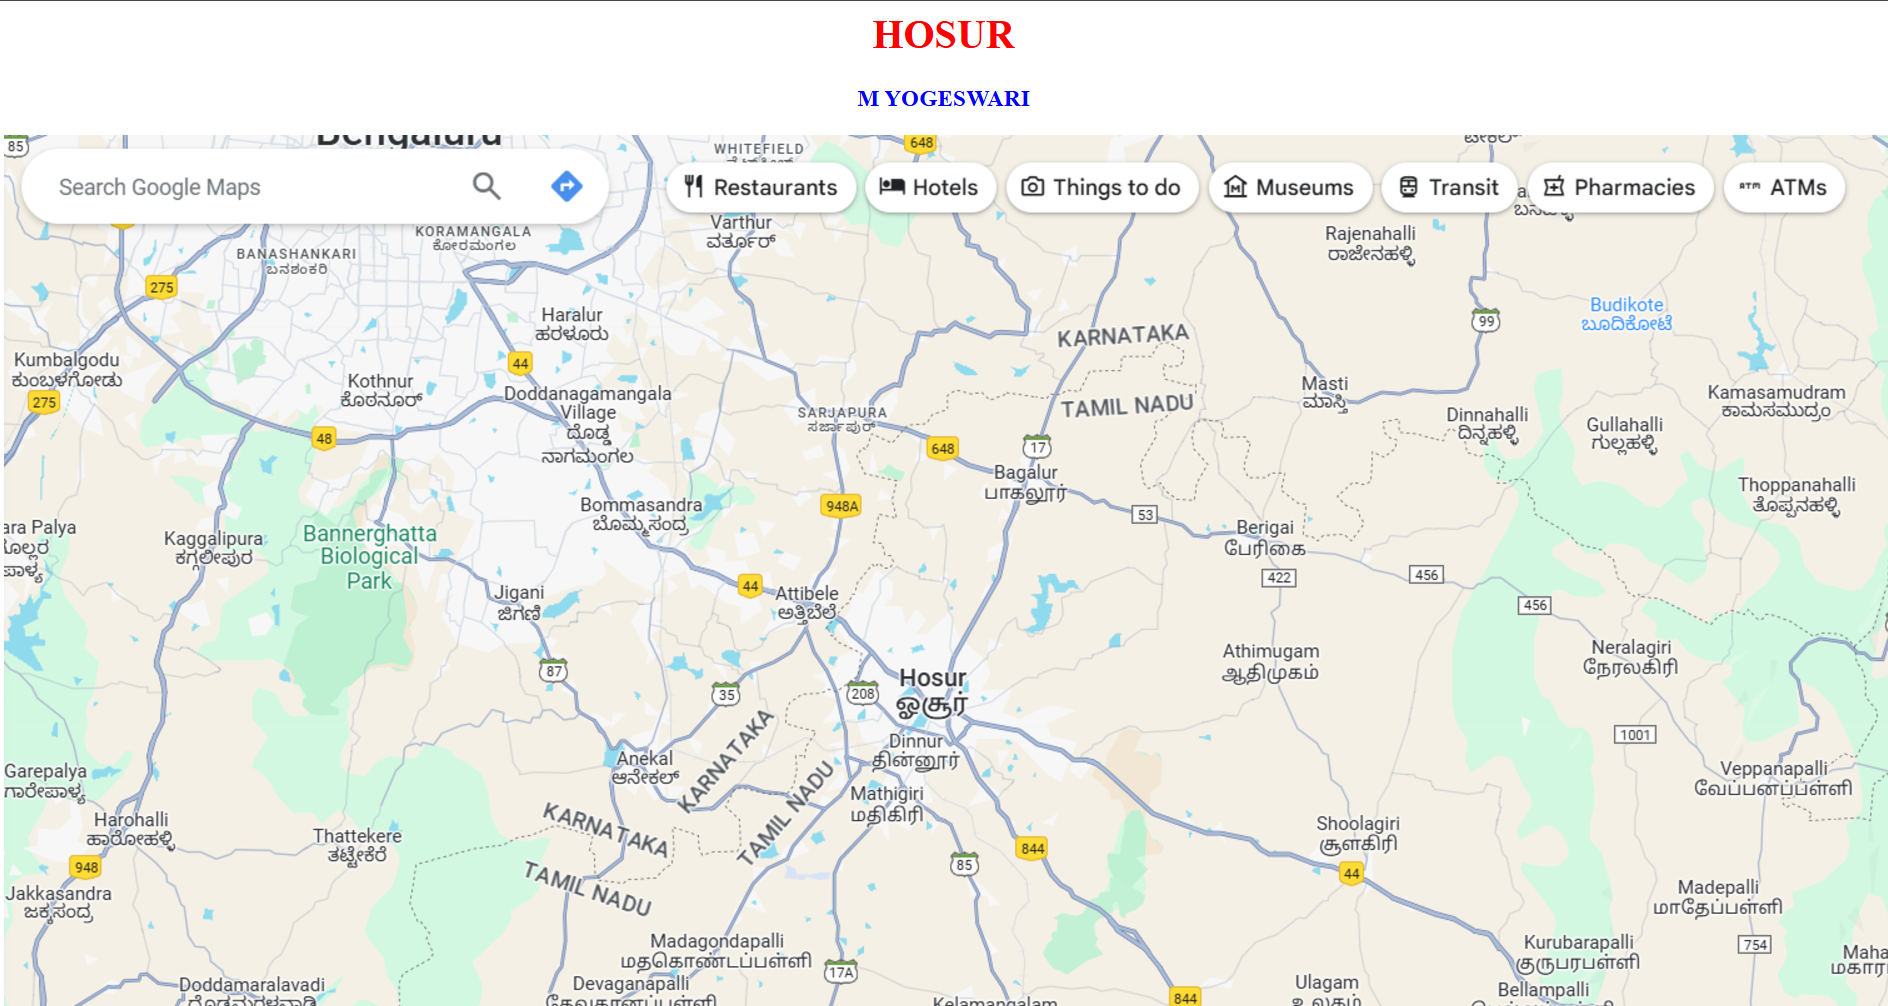 HOSUR
M YOGESWARI
Bengaluru
85
WHITEFIELD
648
Search Google Maps
Restaurants
Hotels
Things to do
Museums
Transit
Pharmacies
ATMs
KORAMANGALA
ಕೋರಮಂಗಲ
Varthur
ವರ್ತೂರ್
BANASHANKARI
ಬನಶಂಕರಿ
Rajenahalli
ರಾಜೇನಹಳ್ಳಿ
275
Haralur
ಹರಳೂರು
Budikote
ಬೂದಿಕೋಟೆ
99
KARNATAKA
Kumbalgodu
ಕುಂಬಳಗೋಡು
44
Kothnur
ಕೊಠನೂರ್
Doddanagamangala
Village
ದೊಡ್ಡ
ನಾಗಮಂಗಲ
275
TAMIL NADU
Masti
ಮಾಸ್ತಿ
Kamasamudram
ಕಾಮಸಮುದ್ರಂ
SARJAPURA
ಸರ್ಜಾಪುರ್
Dinnahalli
ದಿನ್ನಹಳ್ಳಿ
Gullahalli
ಗುಲ್ಲಹಳ್ಳಿ
48
648
17
Bagalur
பாகலூர்
Thoppanahalli
ತೊಪ್ಪನಹಳ್ಳಿ
Bommasandra
ಬೊಮ್ಮಸಂದ್ರ
948A
53
ara Palya
Kaggalipura
ಕಗ್ಗಲೀಪುರ
Bannerghatta
Biological
Park
Berigai
பேரிகை
422
456
456
44
Attibele
ಅತ್ತಿಬೆಲೆ
Jigani
ಜಿಗಣಿ
Athimugam
ஆதிமுகம்
Neralagiri
நேரலகிரி
87
35
208
Hosur
ஓசூர்
KARNATAKA
Dinnur
தின்னூர்
1001
Anekal
ಆನೇಕಲ್
TAMIL NADU
Garepalya
ಗಾರೇಪಾಳ್ಯ
Veppanapalli
வேப்பனப்பள்ளி
Mathigiri
மதிகிரி
Harohalli
ಹಾರೋಹಳ್ಳಿ
KARNATAKA
Thattekere
ತಟ್ಟೇಕೆರೆ
Shoolagiri
சூளகிரி
844
85
948
44
TAMIL NADU
Jakkasandra
ಜಕ್ಕಸಂದ್ರ
Madepalli
மாதேப்பள்ளி
Madagondapalli
மதகொண்டப்பள்ளி
17A
Kurubarapalli
குருபரபள்ளி
754
Maha
மகார
Doddamaralavadi
Devaganapalli
Kelamangalam
844
Ulagam
Bellampalli